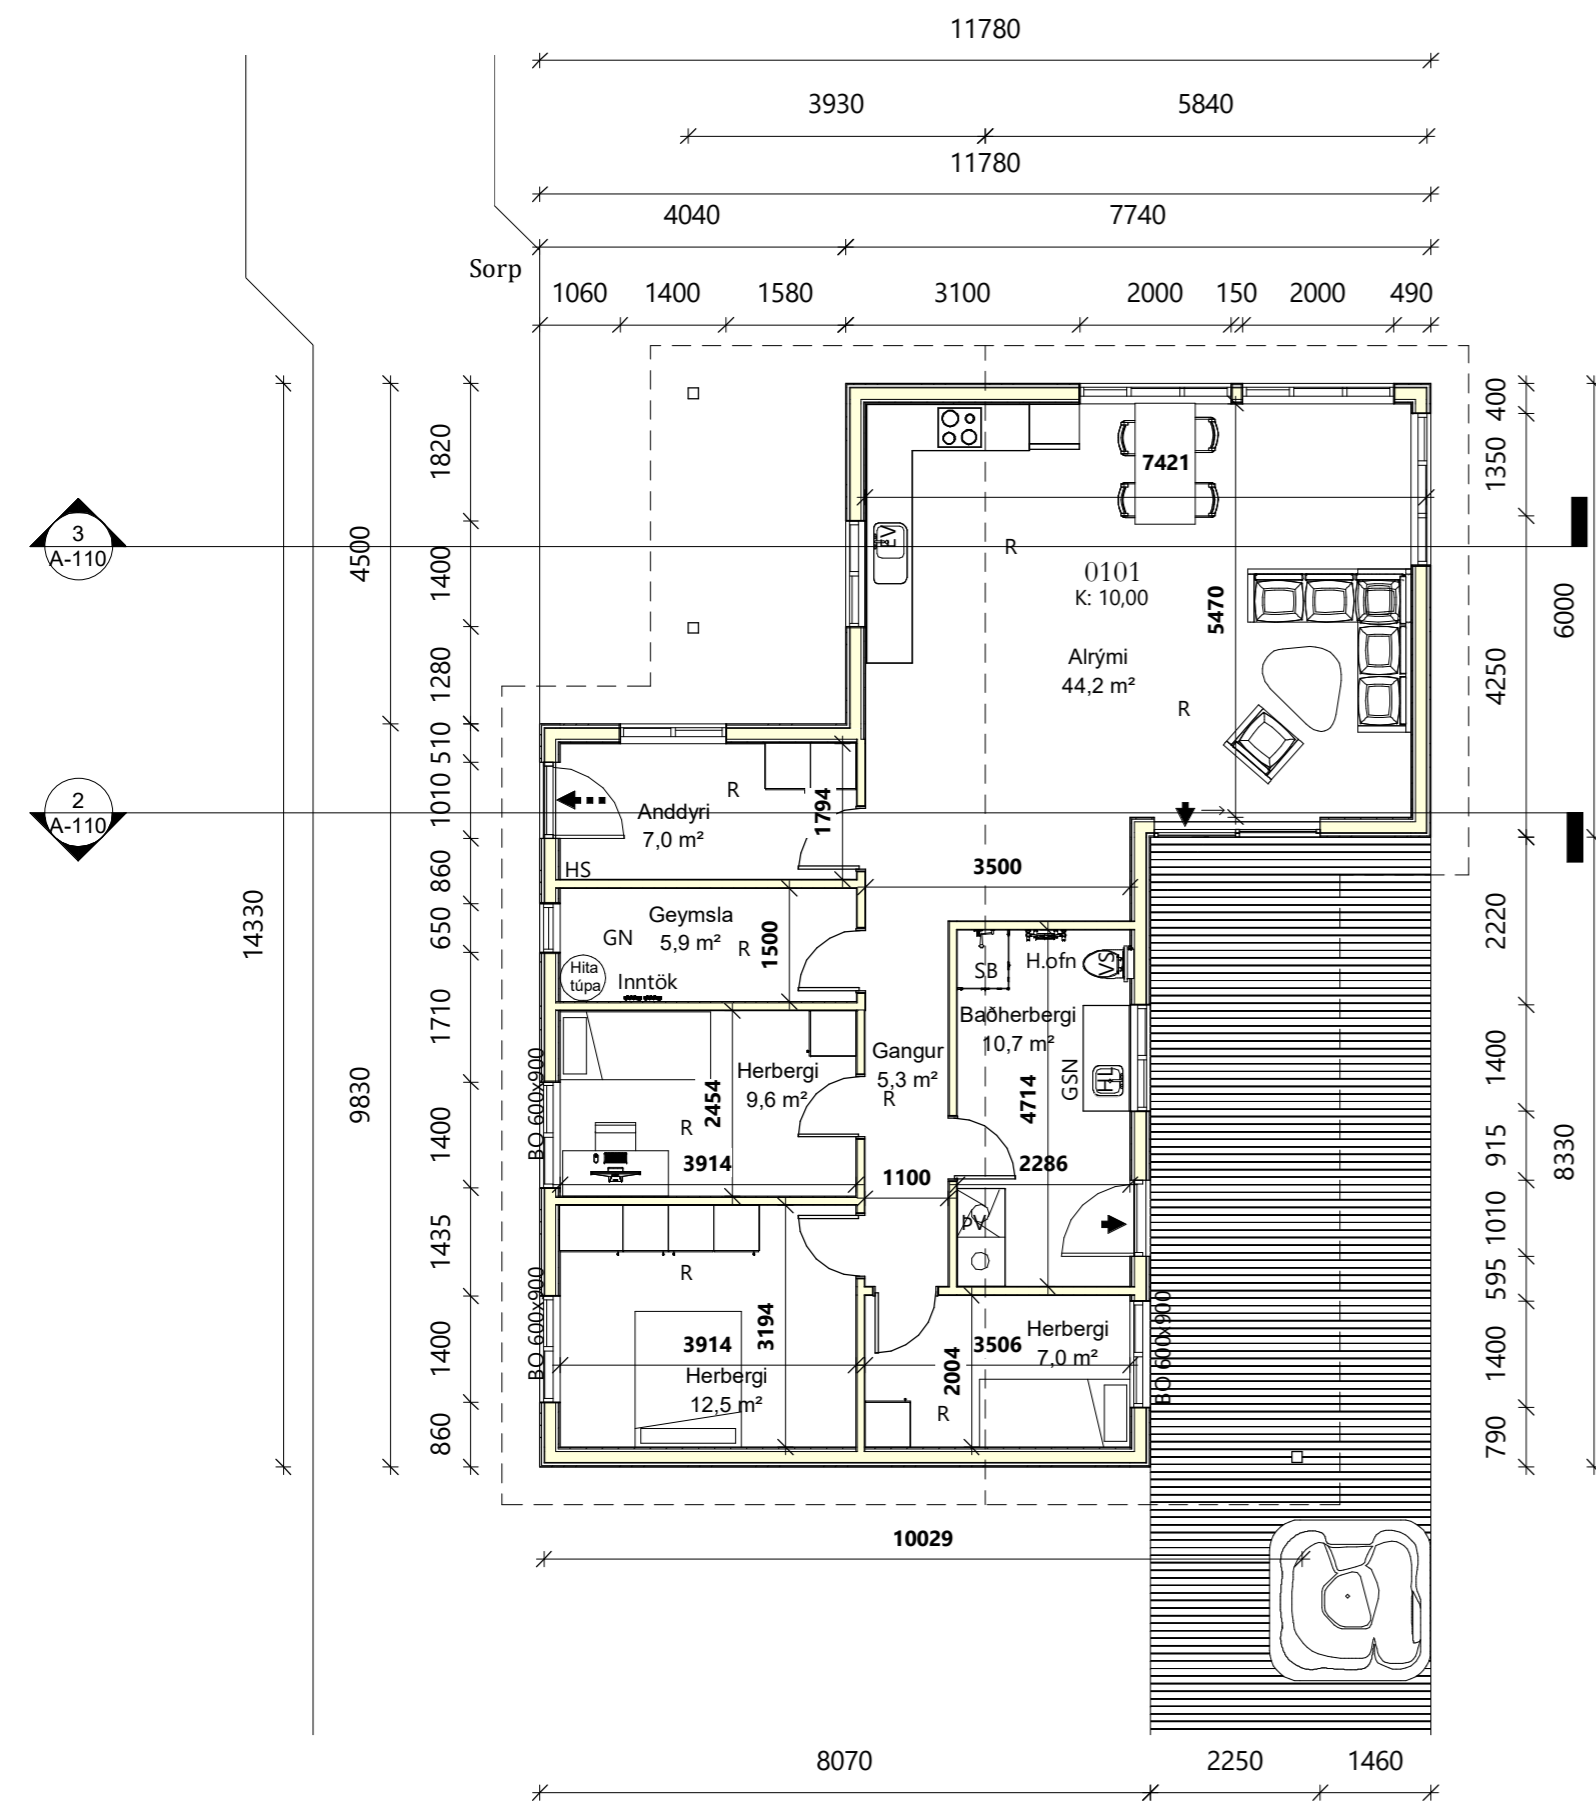 11780
3930 5840
11780
4040 7740
Sorp
1060 1400 1580 3100 2000 150 2000 490
400
1350
4250
6000
2220
1400
915
1010
595
1400
790
8330
1820
1400
1280
510
1010
860
650
1710
1400
1435
1400
860
4500
9830
14330
3
A-110
2
A-110
7421
EV
R
0101
K: 10,00
5470
Alrými
44,2 m²
R
R
Anddyri
7,0 m²
1794
HS
3500
Geymsla
5,9 m²
GN
R
1500
Hita
túpa
Inntök
SB
H.ofn
VS
Baðherbergi
10,7 m²
GSN
HL
4714
2286
ÞV
Gangur
5,3 m²
R
1100
BO 600x900
Herbergi
9,6 m²
2454
R
3914
BO 600x900
R
3194
3914
Herbergi
12,5 m²
3506
Herbergi
7,0 m²
2004
R
BO 600x900
10029
8070 2250 1460